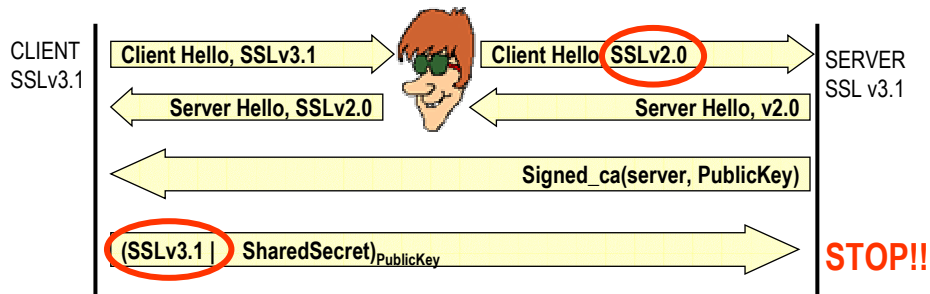 CLIENT
SSLv3.1
Client Hello, SSLv3.1
Client Hello SSLv2.0
SERVER
SSL v3.1
Server Hello, SSLv2.0
Server Hello, v2.0
Signed_ca(server, PublicKey)
(SSLv3.1 | SharedSecret)PublicKey
STOP!!